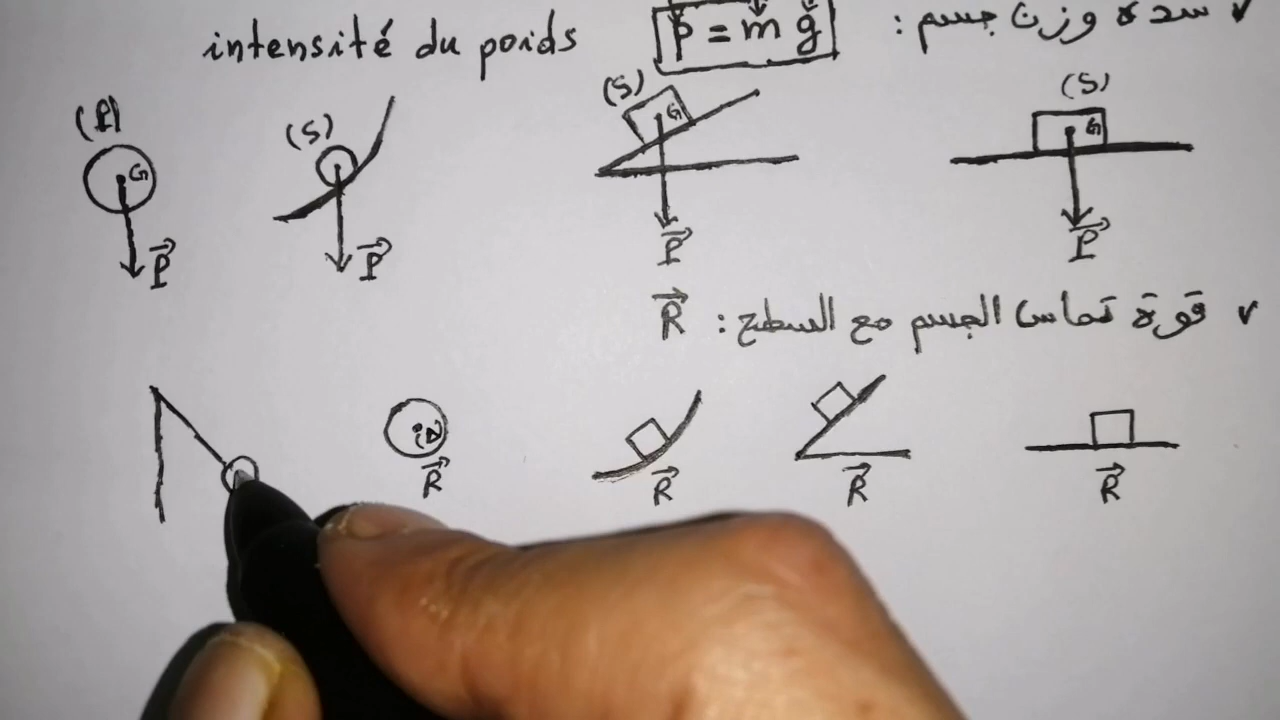 ✓ شدة وزن جسم : p = m g intensité du poids
(S) (S) (S) (P)
G G G
P P P P
✓ قوة تماس الجسم مع السطح : R
R R R R